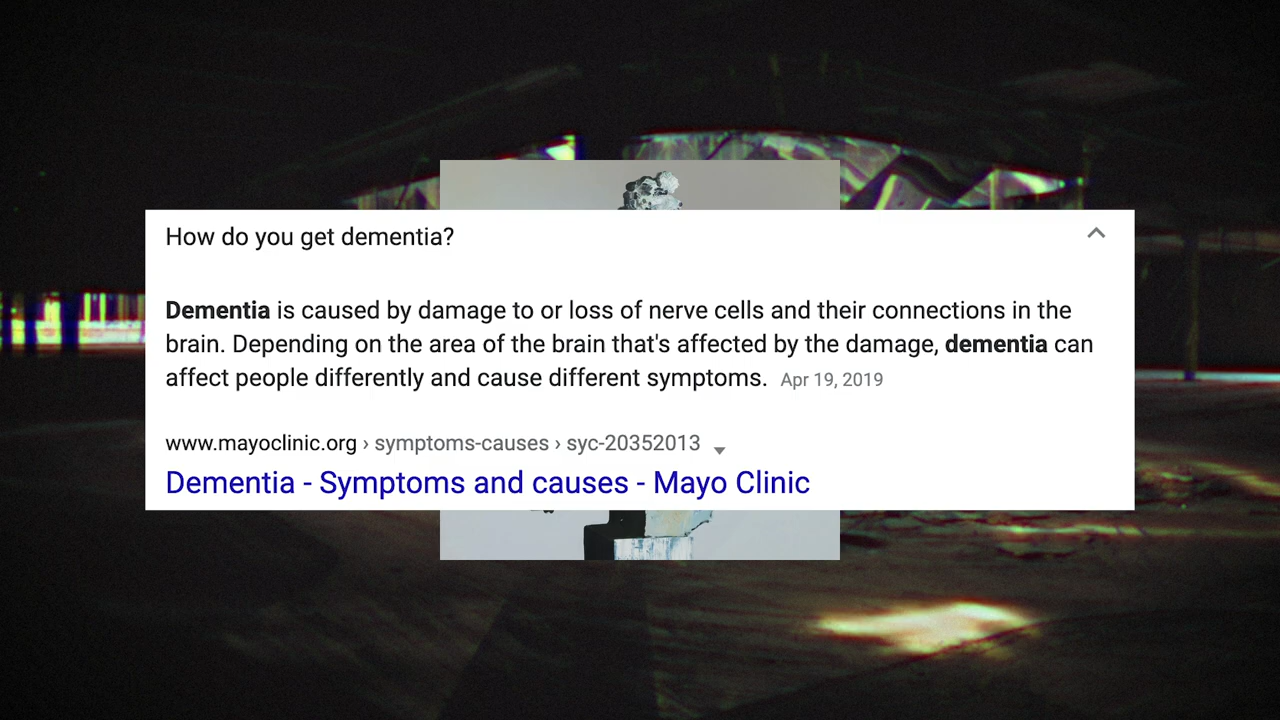 How do you get dementia?
Dementia is caused by damage to or loss of nerve cells and their connections in the
brain. Depending on the area of the brain that's affected by the damage, dementia can
affect people differently and cause different symptoms. Apr 19, 2019
www.mayoclinic.org › symptoms-causes › syc-20352013
Dementia - Symptoms and causes - Mayo Clinic